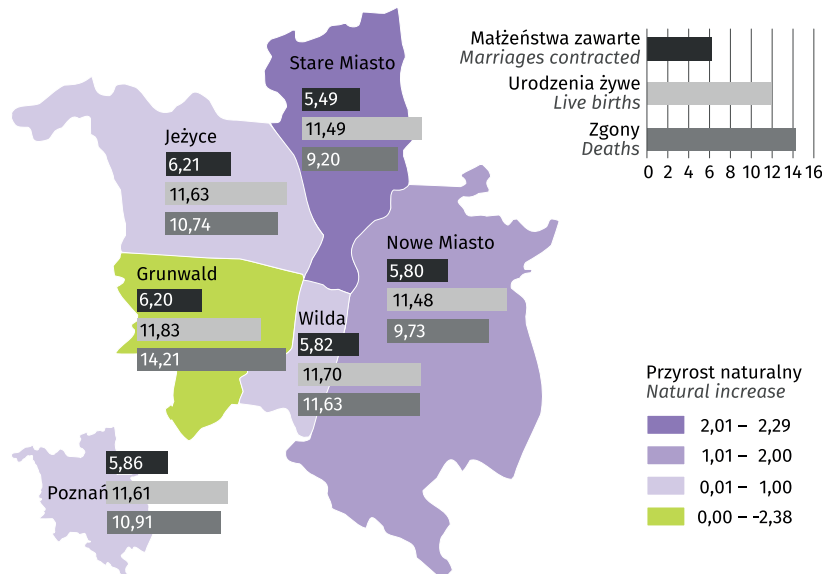 Małżeństwa zawarte
Marriages contracted
Urodzenia żywe
Live births
Zgony
Deaths
0 2 4 6 8 10 12 14 16
Stare Miasto
5,49
11,49
9,20
Jeżyce
6,21
11,63
10,74
Nowe Miasto
5,80
11,48
9,73
Grunwald
6,20
11,83
14,21
Wilda
5,82
11,70
11,63
Poznań
5,86
11,61
10,91
Przyrost naturalny
Natural increase
2,01 – 2,29
1,01 – 2,00
0,01 – 1,00
0,00 – -2,38